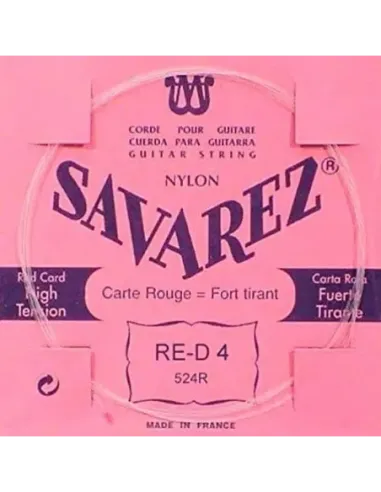 CORDE POUR GUITARE
CUERDA PARA GUITARRA
GUITAR STRING
NYLON
SAVAREZ®
Red Card
High
Tension
Carte Rouge = Fort tirant
Carta Roja
Fuerte
Tirante
RE-D 4
524R
MADE IN FRANCE